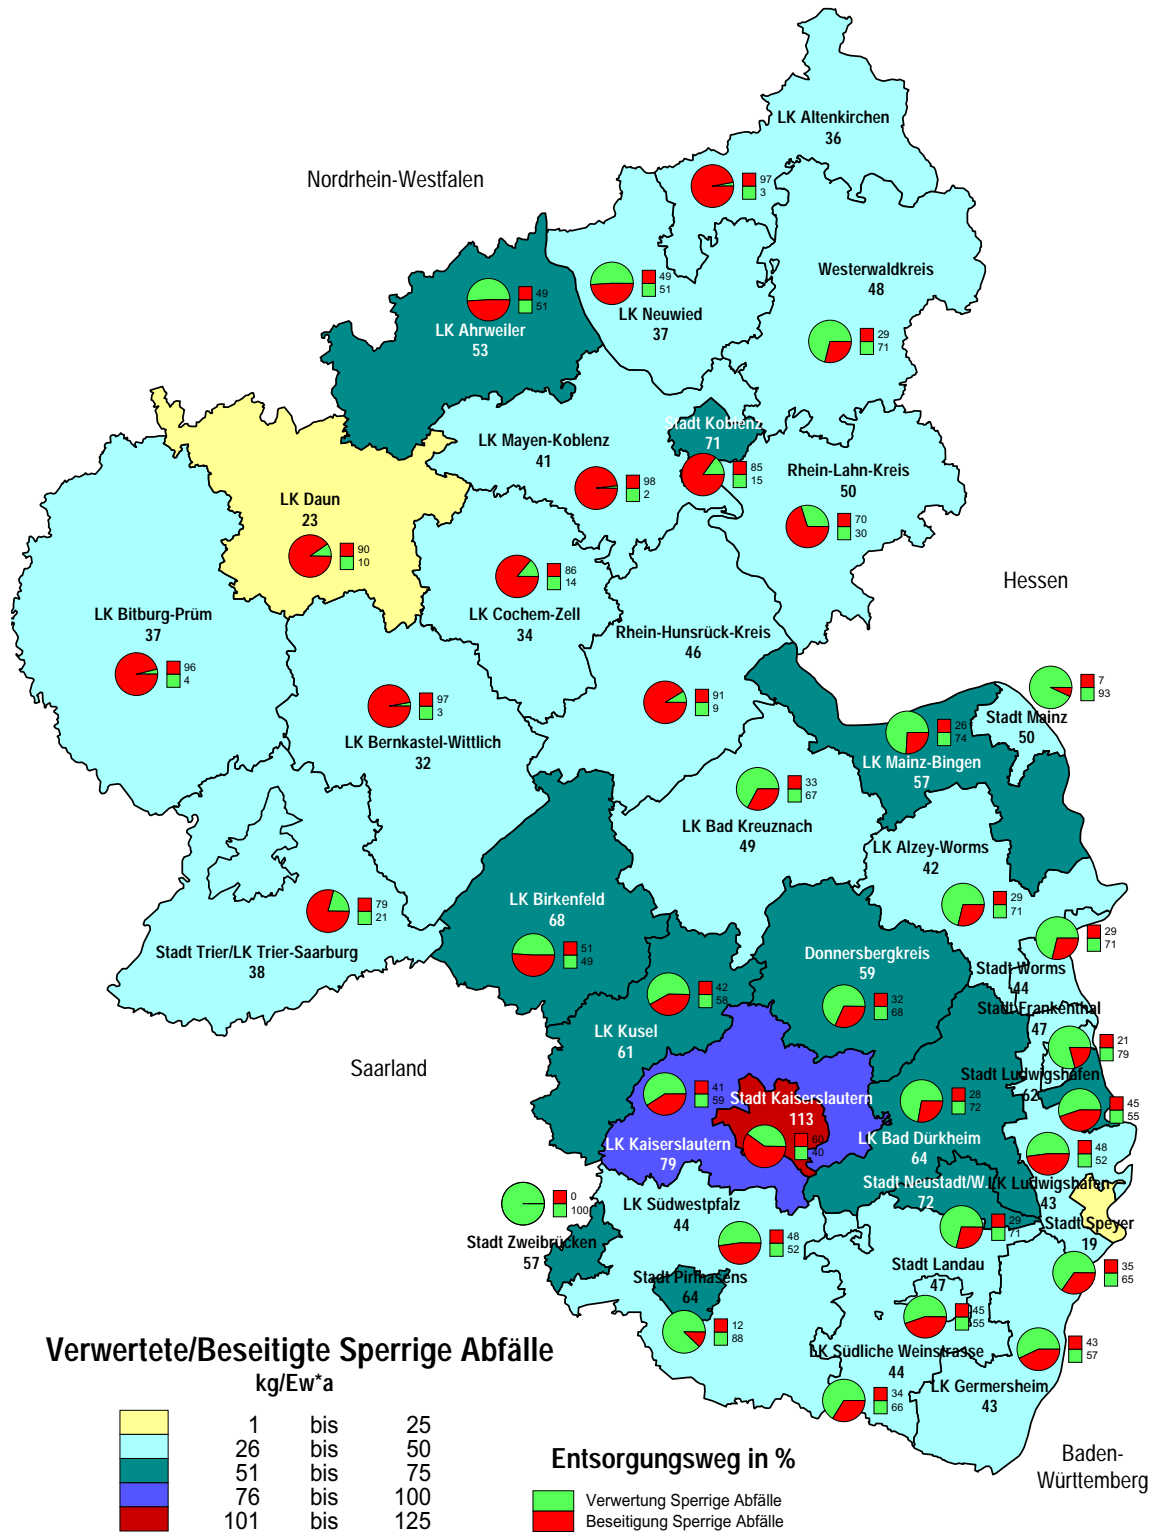 LK Altenkirchen
36
97
3
Nordrhein-Westfalen
Westerwaldkreis
48
29
71
49
51
LK Neuwied
37
49
51
LK Ahrweiler
53
Stadt Koblenz
71
85
15
LK Mayen-Koblenz
41
98
2
Rhein-Lahn-Kreis
50
70
30
LK Daun
23
90
10
86
14
LK Cochem-Zell
34
Hessen
LK Bitburg-Prüm
37
96
4
Rhein-Hunsrück-Kreis
46
91
9
97
3
LK Bernkastel-Wittlich
32
7
93
Stadt Mainz
50
26
74
LK Mainz-Bingen
57
33
67
LK Bad Kreuznach
49
LK Alzey-Worms
42
29
71
79
21
Stadt Trier/LK Trier-Saarburg
38
LK Birkenfeld
68
51
49
Donnersbergkreis
59
32
68
29
71
Stadt Worms
44
42
58
LK Kusel
61
Stadt Frankenthal
47
21
79
Saarland
Stadt Ludwigshafen
62
45
55
41
59
LK Kaiserslautern
79
Stadt Kaiserslautern
113
60
40
28
72
LK Bad Dürkheim
64
48
52
LK Ludwigshafen
43
Stadt Neustadt/W.
72
29
71
Stadt Speyer
19
35
65
0
100
Stadt Zweibrücken
57
LK Südwestpfalz
44
48
52
Stadt Pirmasens
64
12
88
Stadt Landau
47
45
55
LK Südliche Weinstrasse
44
34
66
43
57
LK Germersheim
43
Baden-
Württemberg
Verwertete/Beseitigte Sperrige Abfälle
kg/Ew*a
1 bis 25
26 bis 50
51 bis 75
76 bis 100
101 bis 125
Entsorgungsweg in %
Verwertung Sperrige Abfälle
Beseitigung Sperrige Abfälle